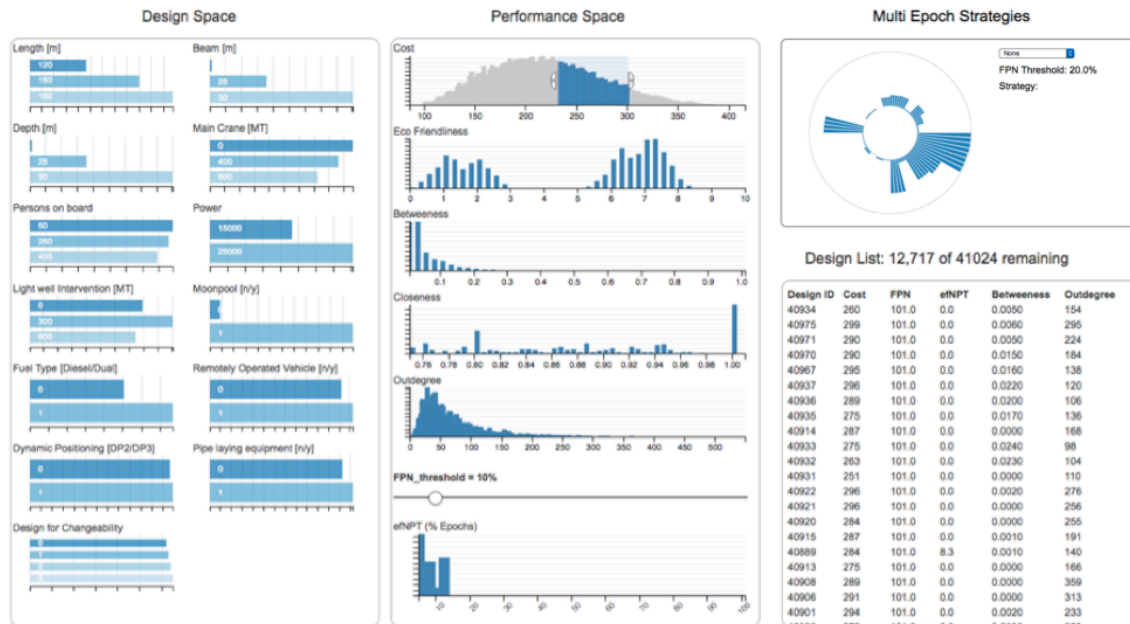 Design Space
Length [m]
120
150
180
Beam [m]
25
30
Depth [m]
25
30
Main Crane [MT]
0
400
800
Persons on board
50
250
400
Power
15000
25000
Light well Intervention [MT]
0
300
600
Moonpool [n/y]
1
Fuel Type [Diesel/Dual]
0
1
Remotely Operated Vehicle [n/y]
0
1
Dynamic Positioning [DP2/DP3]
0
1
Pipe laying equipment [n/y]
0
1
Design for Changeability
0
1
Performance Space
Cost
100 150 200 250 300 350 400
Eco Friendliness
0 1 2 3 4 5 6 7 8 9 10
Betweeness
0.1 0.2 0.3 0.4 0.5 0.6 0.7 0.8 0.9 1.0
Closeness
0.76 0.78 0.80 0.82 0.84 0.86 0.88 0.90 0.92 0.94 0.96 0.98 1.00
Outdegree
0 50 100 150 200 250 300 350 400 450 500
FPN_threshold = 10%
efNPT (% Epochs)
10 20 30 40 50 60 70 80 90 100
Multi Epoch Strategies
None
FPN Threshold: 20.0%
Strategy:
Design List: 12,717 of 41024 remaining
Design ID Cost FPN efNPT Betweeness Outdegree
40934 260 101.0 0.0 0.0050 154
40975 299 101.0 0.0 0.0060 295
40971 290 101.0 0.0 0.0050 224
40970 290 101.0 0.0 0.0150 184
40967 295 101.0 0.0 0.0160 138
40937 296 101.0 0.0 0.0220 120
40936 289 101.0 0.0 0.0200 106
40935 275 101.0 0.0 0.0170 136
40914 287 101.0 0.0 0.0000 168
40933 275 101.0 0.0 0.0240 98
40932 263 101.0 0.0 0.0230 104
40931 251 101.0 0.0 0.0000 110
40922 296 101.0 0.0 0.0020 276
40921 296 101.0 0.0 0.0000 256
40920 284 101.0 0.0 0.0000 255
40915 287 101.0 0.0 0.0010 191
40889 284 101.0 8.3 0.0010 140
40913 275 101.0 0.0 0.0000 166
40908 289 101.0 0.0 0.0000 359
40906 291 101.0 0.0 0.0000 313
40901 294 101.0 0.0 0.0020 233